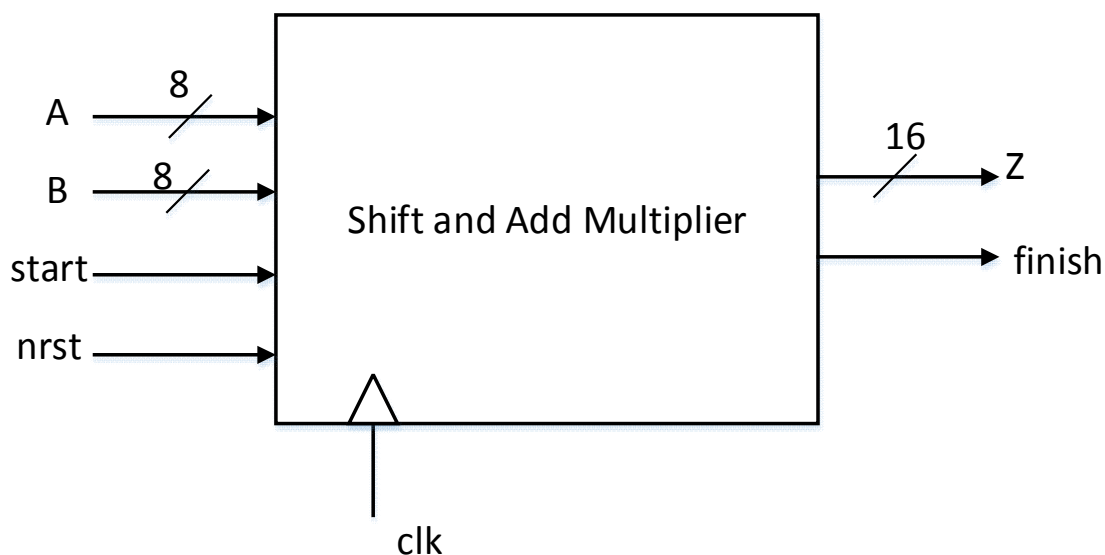 8
A
8
B
start
nrst
Shift and Add Multiplier
16
Z
finish
clk